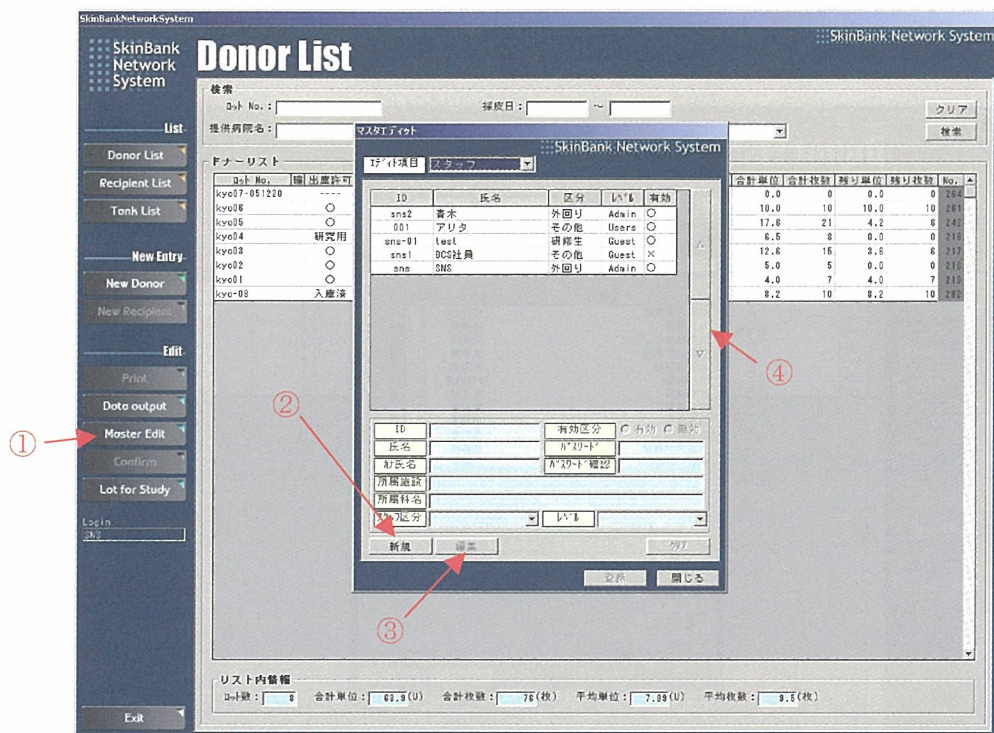 SkinBankNetworkSystem
SkinBank Network System
SkinBank
Network
System
Donor List
検索
ロット No.:
採皮日:
～
クリア
提供病院名:
検索
List
Donor List
Recipient List
Tank List
New Entry
New Donor
New Recipient
Edit
Print
Data output
Master Edit
Confirm
Lot for Study
Login
SNS
Exit
ドナーリスト
ロット No. 出庫許可
kyo07-051220 ----
kyo06 ○
kyo05 ○
kyo04 研究用
kyo03 ○
kyo02 ○
kyo01 ○
kyo-08 入庫済
合計単位 合計枚数 残り単位 残り枚数 No.
0.0 0 0.0 0
10.0 10 10.0 10
17.6 21 4.2 6
6.5 8 0.0 0
12.6 15 3.6 6
5.0 5 0.0 0
4.0 7 4.0 7
8.2 10 8.2 10
マスタエディット
SkinBank Network System
エディト項目 スタッフ
ID 氏名 区分 レベル 有効
sns2 青木 外回り Admin ○
001 アリタ その他 Users ○
sns-01 test 研修生 Guest ○
sns1 BCS社員 その他 Guest ×
sns SNS 外回り Admin ○
ID 有効区分 有効 無効
氏名 パスワード
カナ氏名 パスワード確認
所属施設
所属科名
スタッフ区分 レベル
新規 編集 クリア
登録 閉じる
①
②
③
④
リスト内情報
ロット数: 8 合計単位: 63.9(U) 合計枚数: 76(枚) 平均単位: 7.99(U) 平均枚数: 9.5(枚)